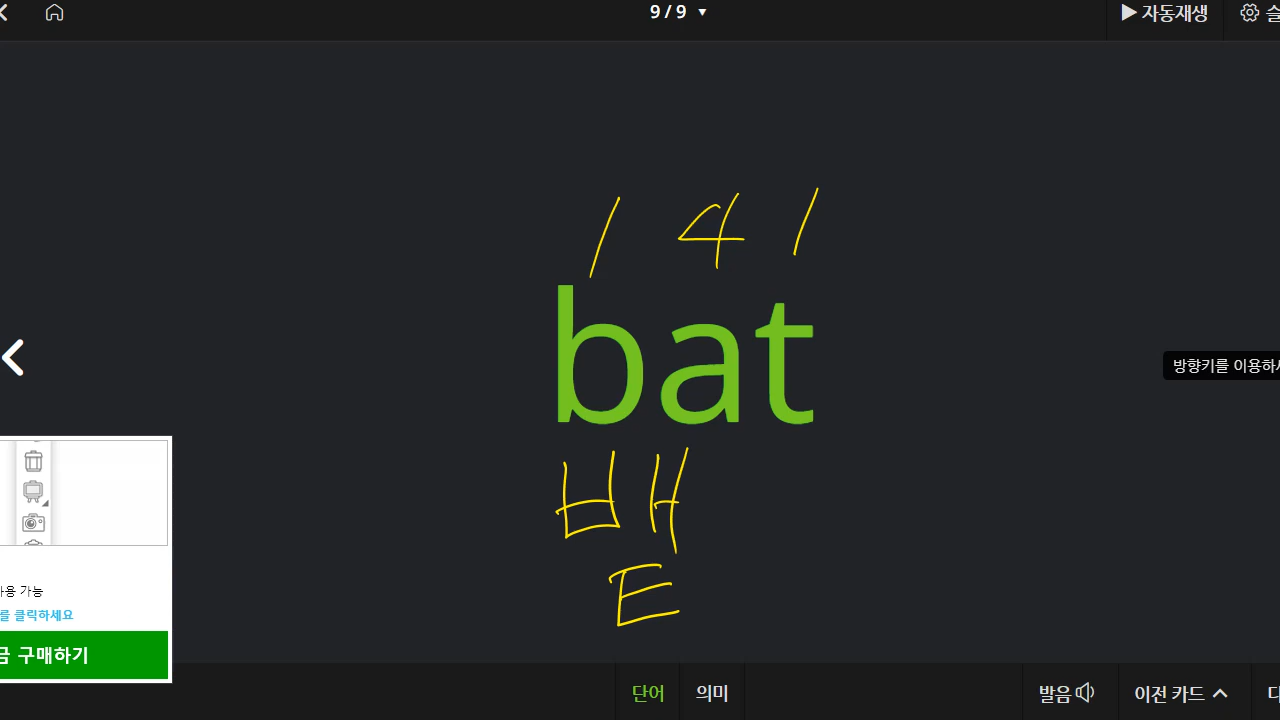 9 / 9 ▼
▶ 자동재생
1 4 1
bat
뱉
방향키를 이용하
용 가능
를 클릭하세요
구매하기
단어
의미
발음
이전 카드